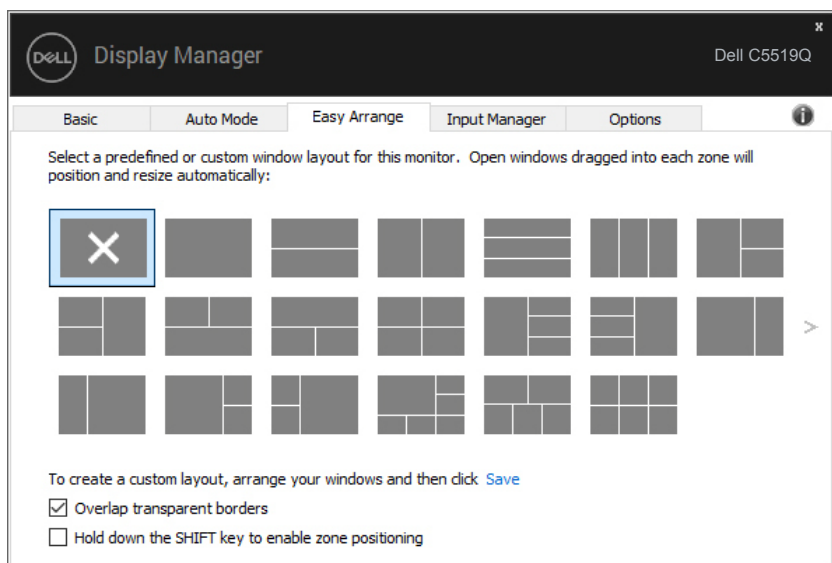 x
DELL Display Manager
Dell C5519Q
Basic Auto Mode Easy Arrange Input Manager Options i
Select a predefined or custom window layout for this monitor. Open windows dragged into each zone will
position and resize automatically:
>
To create a custom layout, arrange your windows and then click Save
Overlap transparent borders
Hold down the SHIFT key to enable zone positioning